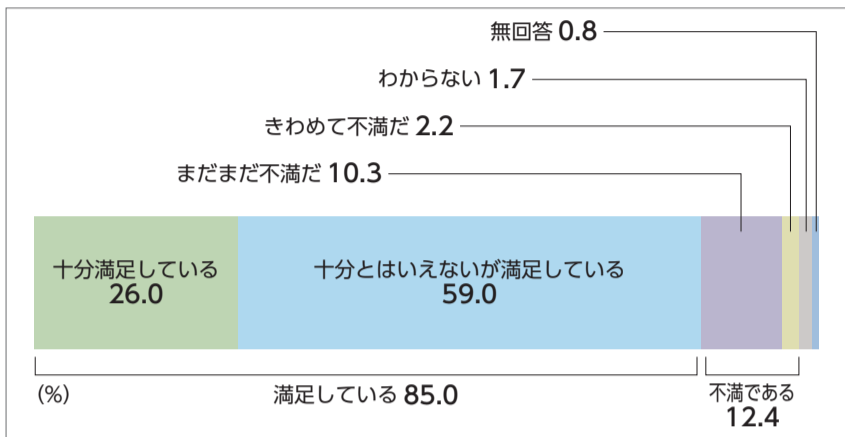 無回答 0.8
わからない 1.7
きわめて不満だ 2.2
まだまだ不満だ 10.3
十分満足している
26.0
十分とはいえないが満足している
59.0
(%)
満足している 85.0
不満である
12.4